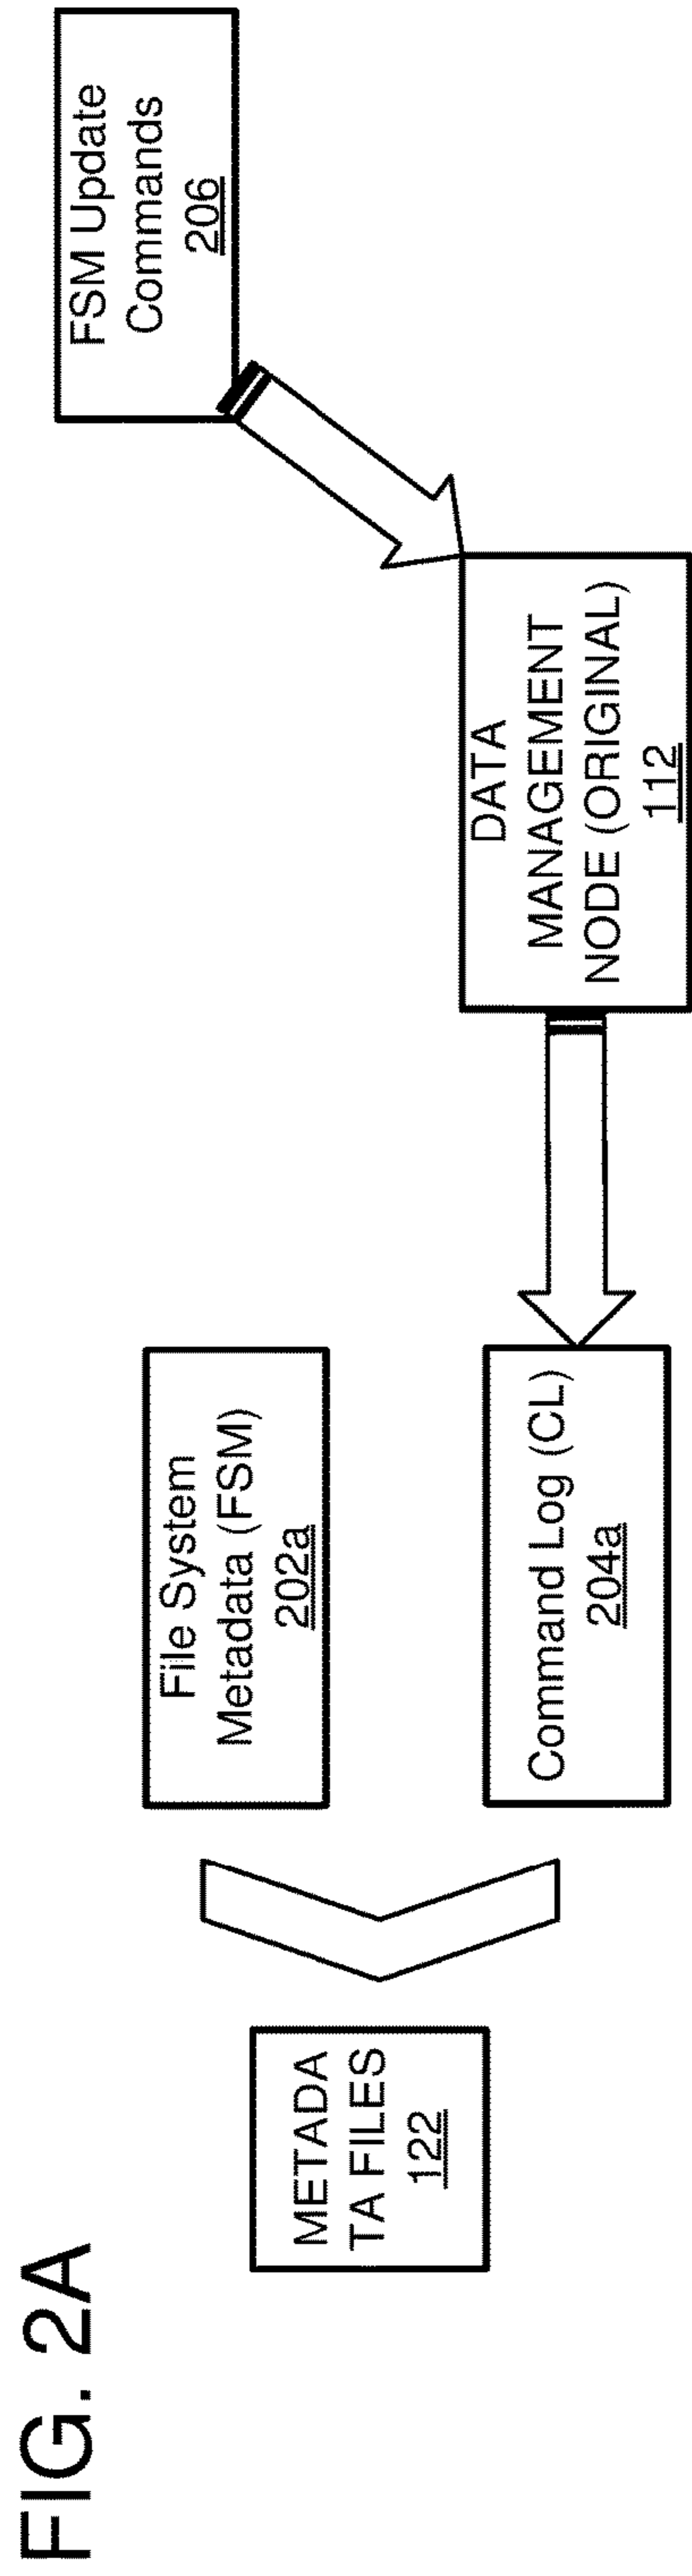 FIG. 2A
METADA
TA FILES
122
File System
Metadata (FSM)
202a
Command Log (CL)
204a
DATA
MANAGEMENT
NODE (ORIGINAL)
112
FSM Update
Commands
206